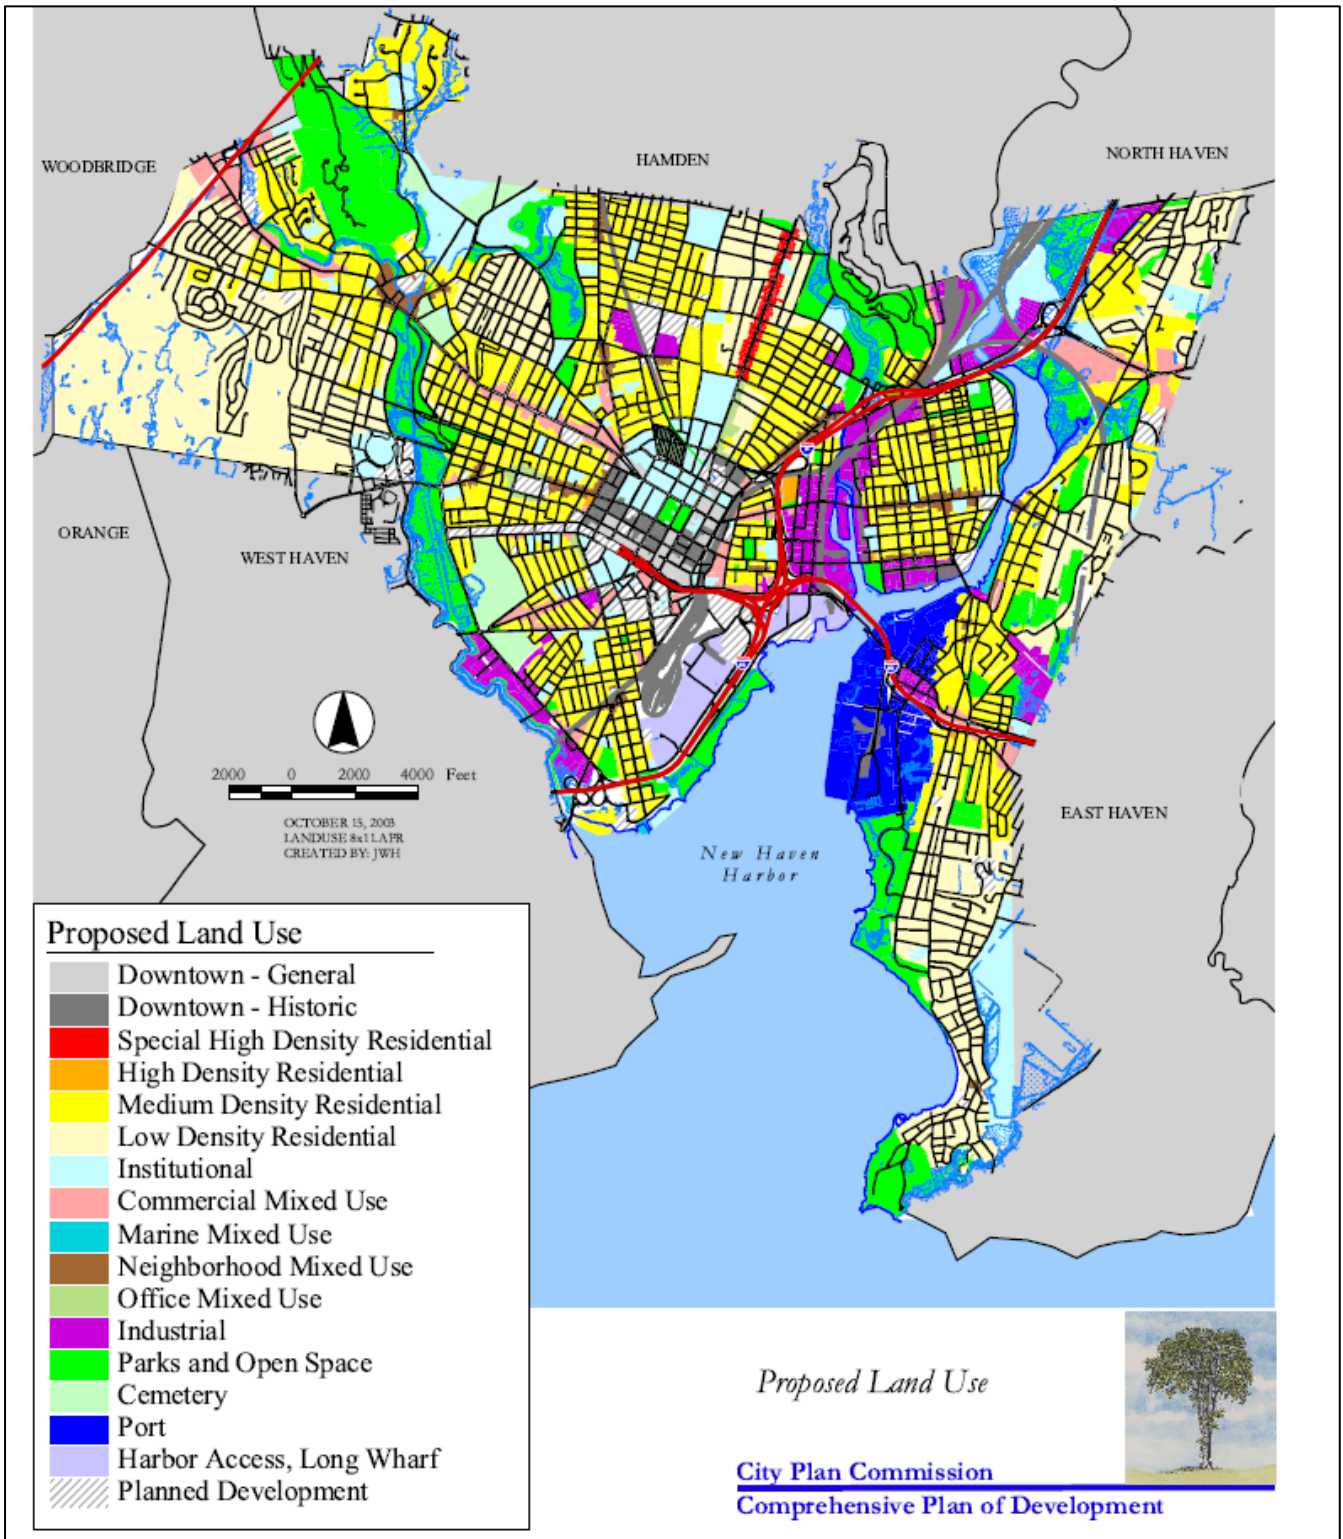 WOODBRIDGE
HAMDEN
NORTH HAVEN
ORANGE
WEST HAVEN
2000 0 2000 4000 Feet
OCTOBER 15, 2003
LANDUSE 8x11.APR
CREATED BY: JWH
EAST HAVEN
New Haven
Harbor
Proposed Land Use
Downtown - General
Downtown - Historic
Special High Density Residential
High Density Residential
Medium Density Residential
Low Density Residential
Institutional
Commercial Mixed Use
Marine Mixed Use
Neighborhood Mixed Use
Office Mixed Use
Industrial
Parks and Open Space
Cemetery
Port
Harbor Access, Long Wharf
Planned Development
Proposed Land Use
City Plan Commission
Comprehensive Plan of Development